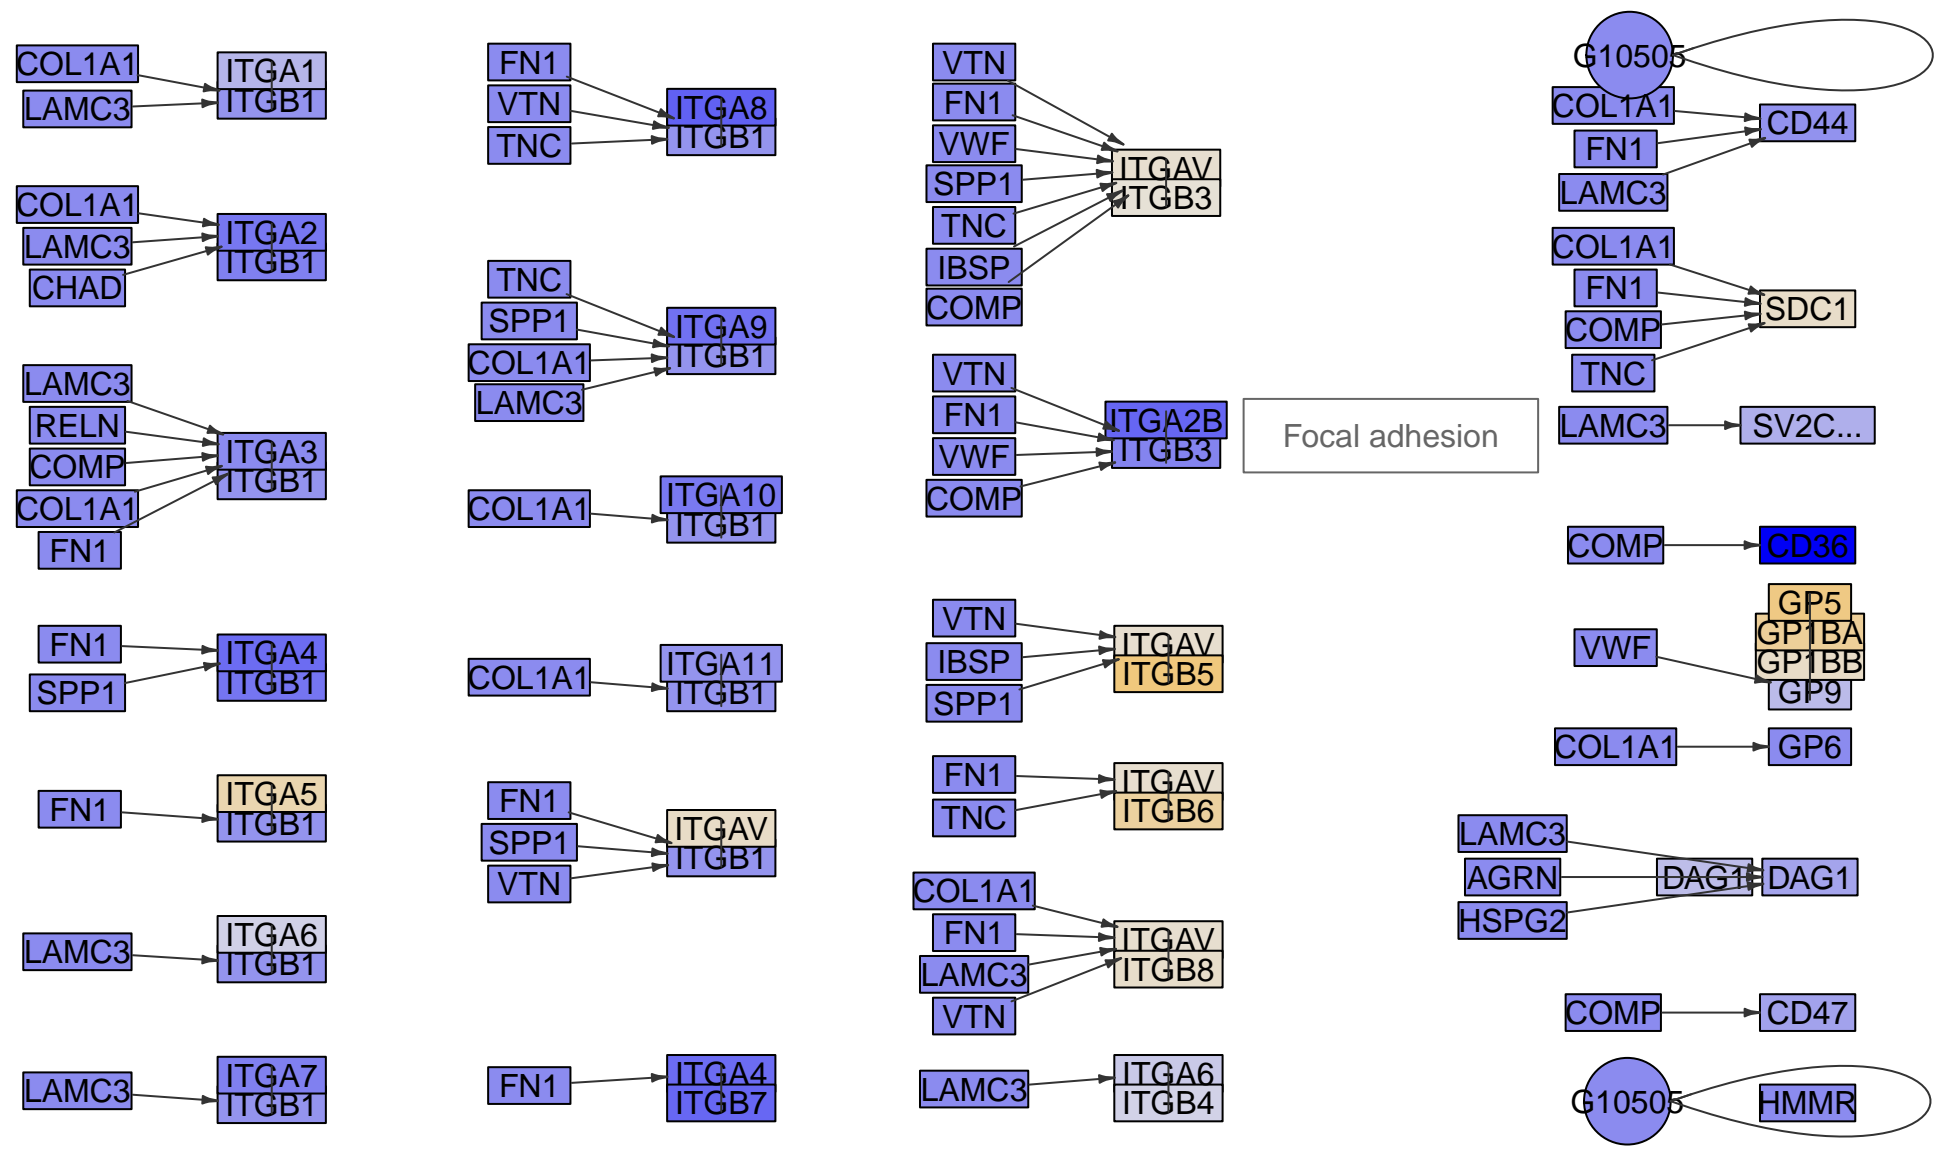 COL1A1
LAMC3
ITGA1
ITGB1
COL1A1
LAMC3
CHAD
ITGA2
ITGB1
LAMC3
RELN
COMP
COL1A1
FN1
ITGA3
ITGB1
FN1
SPP1
ITGA4
ITGB1
FN1
ITGA5
ITGB1
LAMC3
ITGA6
ITGB1
LAMC3
ITGA7
ITGB1
FN1
VTN
TNC
ITGA8
ITGB1
TNC
SPP1
COL1A1
LAMC3
ITGA9
ITGB1
COL1A1
ITGA10
ITGB1
COL1A1
ITGA11
ITGB1
FN1
SPP1
VTN
ITGAV
ITGB1
FN1
ITGA4
ITGB7
VTN
FN1
VWF
SPP1
TNC
IBSP
COMP
ITGAV
ITGB3
VTN
FN1
VWF
COMP
ITGA2B
ITGB3
Focal adhesion
VTN
IBSP
SPP1
ITGAV
ITGB5
FN1
TNC
ITGAV
ITGB6
COL1A1
FN1
LAMC3
VTN
ITGAV
ITGB8
LAMC3
ITGA6
ITGB4
G10505
COL1A1
FN1
LAMC3
CD44
COL1A1
FN1
COMP
TNC
SDC1
LAMC3
SV2C...
COMP
CD36
VWF
GP5
GP1BA
GP1BB
GP9
COL1A1
GP6
LAMC3
AGRN
HSPG2
DAG1
DAG1
COMP
CD47
G10505
HMMR